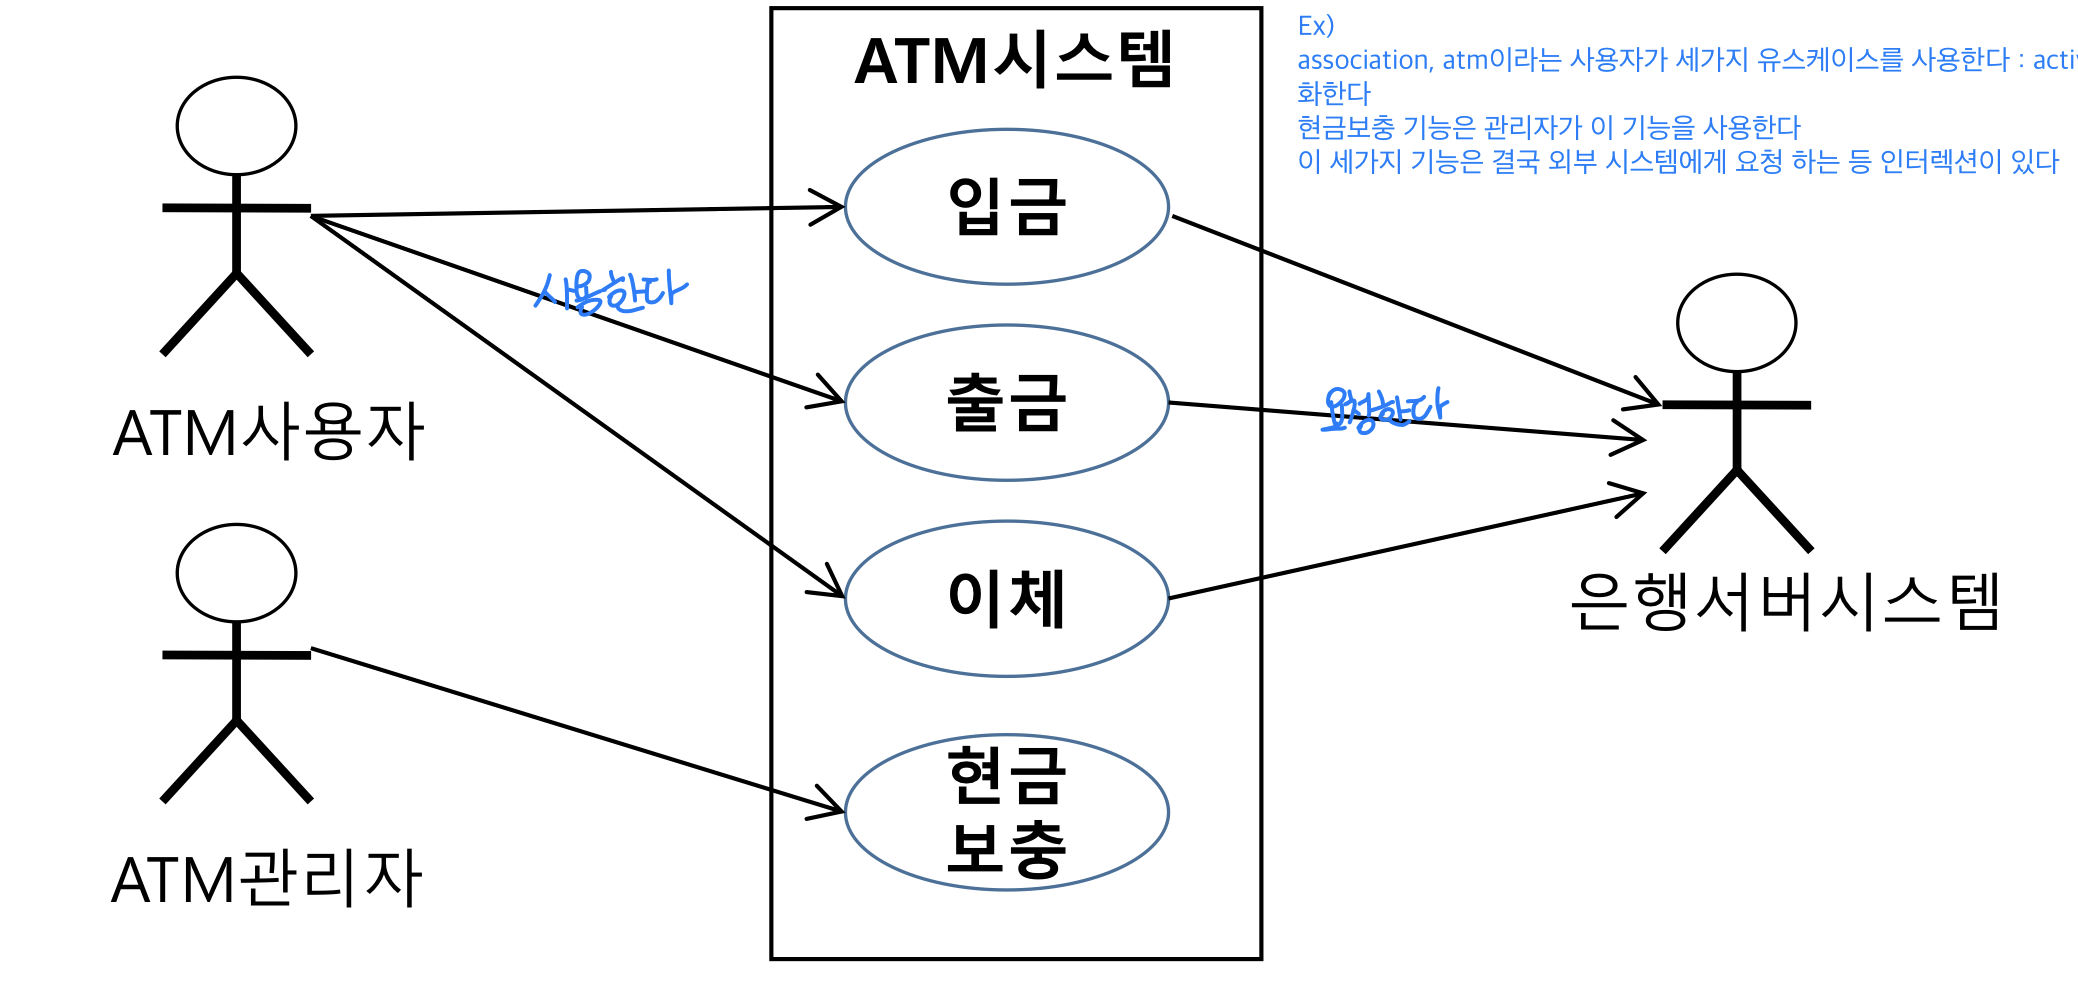 ATM시스템
Ex)
association, atm이라는 사용자가 세가지 유스케이스를 사용한다 : activ
화한다
현금보충 기능은 관리자가 이 기능을 사용한다
이 세가지 기능은 결국 외부 시스템에게 요청 하는 등 인터렉션이 있다
입금
사용한다
출금
요청한다
ATM사용자
이체
은행서버시스템
현금
보충
ATM관리자